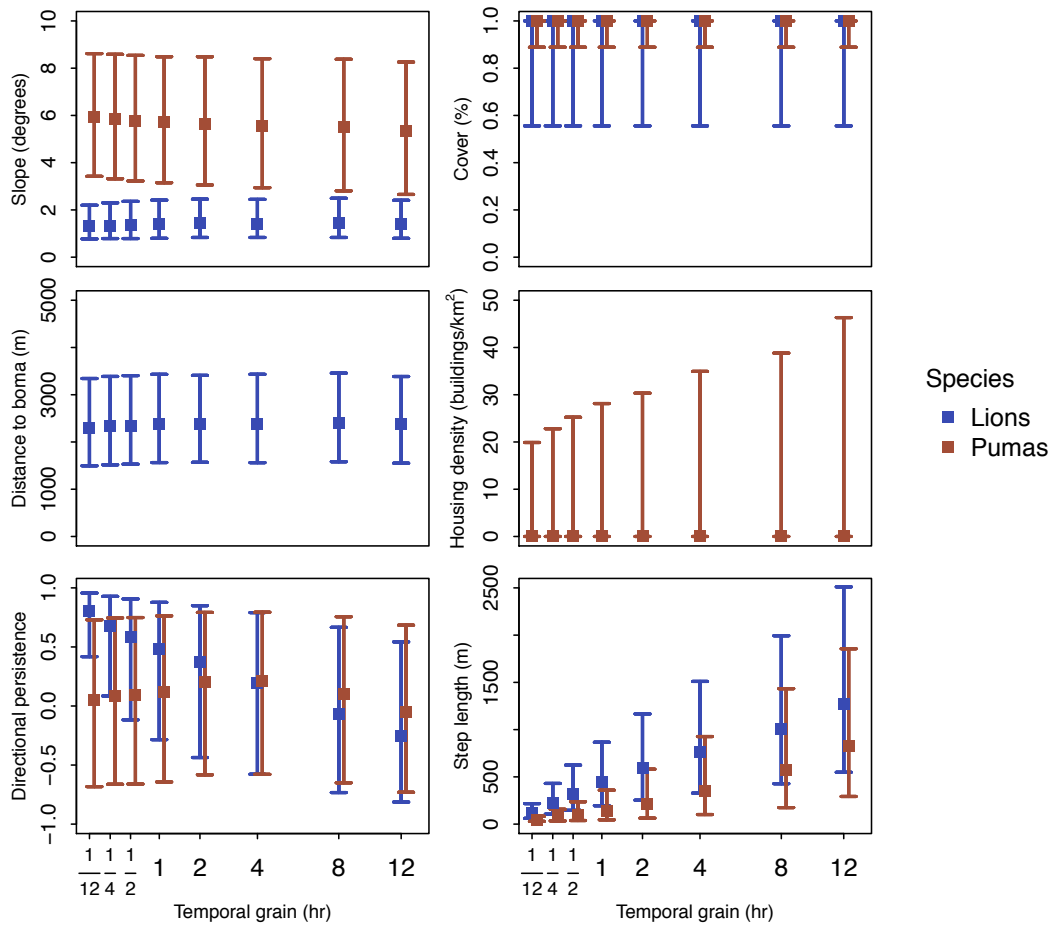 Slope (degrees)
0 2 4 6 8 10
Cover (%)
0.0 0.2 0.4 0.6 0.8 1.0
Distance to boma (m)
0 1000 3000 5000
Housing density (buildings/km²)
0 10 20 30 40 50
Species
Lions
Pumas
Directional persistence
−1.0 −0.5 0.0 0.5 1.0
Step length (m)
0 500 1500 2500
1/12 1/4 1/2 1 2 4 8 12
Temporal grain (hr)
1/12 1/4 1/2 1 2 4 8 12
Temporal grain (hr)